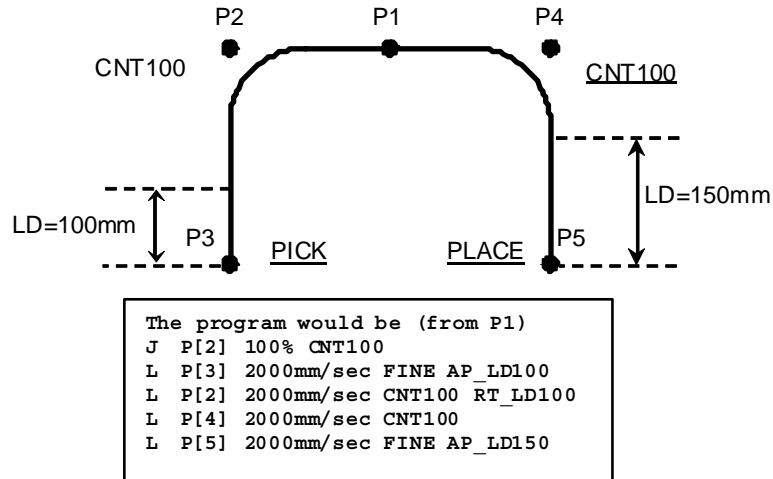 P2 P1 P4
CNT100 CNT100
LD=150mm
LD=100mm
P3 PICK PLACE P5
The program would be (from P1)
J P[2] 100% CNT100
L P[3] 2000mm/sec FINE AP_LD100
L P[2] 2000mm/sec CNT100 RT_LD100
L P[4] 2000mm/sec CNT100
L P[5] 2000mm/sec FINE AP_LD150